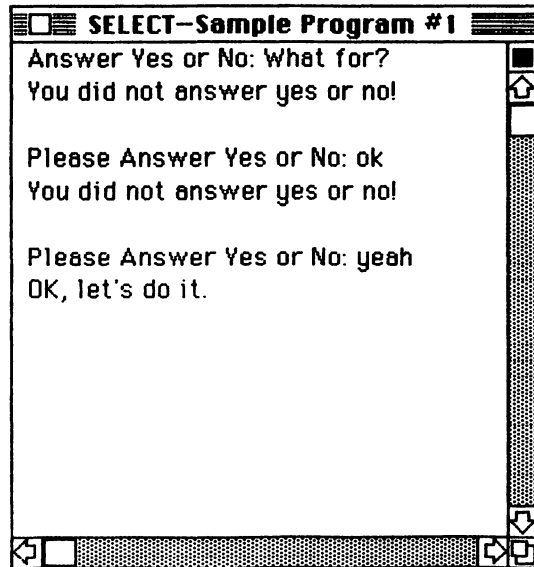 SELECT—Sample Program #1
Answer Yes or No: What for?
You did not answer yes or no!
Please Answer Yes or No: ok
You did not answer yes or no!
Please Answer Yes or No: yeah
OK, let's do it.